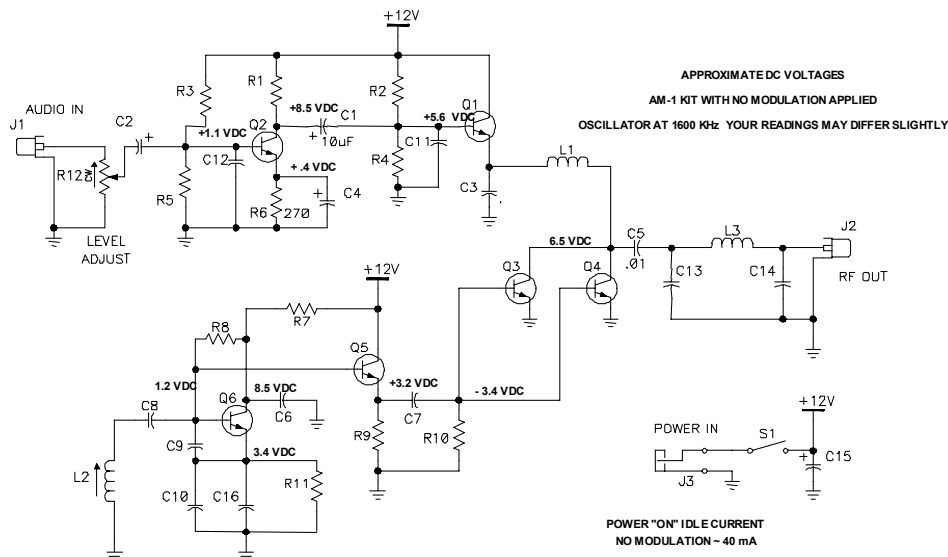 +12V
APPROXIMATE DC VOLTAGES
AM-1 KIT WITH NO MODULATION APPLIED
OSCILLATOR AT 1600 KHz YOUR READINGS MAY DIFFER SLIGHTLY
AUDIO IN
J1
C2
+
R3
R1
R2
+8.5 VDC
C1
+
10uF
+5.6 VDC
Q1
+1.1 VDC
Q2
C12
C11
R4
R12
CW
R5
+ .4 VDC
R6
270
+
C4
C3
L1
LEVEL
ADJUST
6.5 VDC
C5
.01
L3
J2
RF OUT
Q3
Q4
C13
C14
+12V
R7
R8
Q5
1.2 VDC
8.5 VDC
+3.2 VDC
- 3.4 VDC
C8
Q6
C6
C7
C9
3.4 VDC
R9
R10
L2
C10
C16
R11
+12V
POWER IN
S1
J3
+
C15
POWER "ON" IDLE CURRENT
NO MODULATION ~ 40 mA